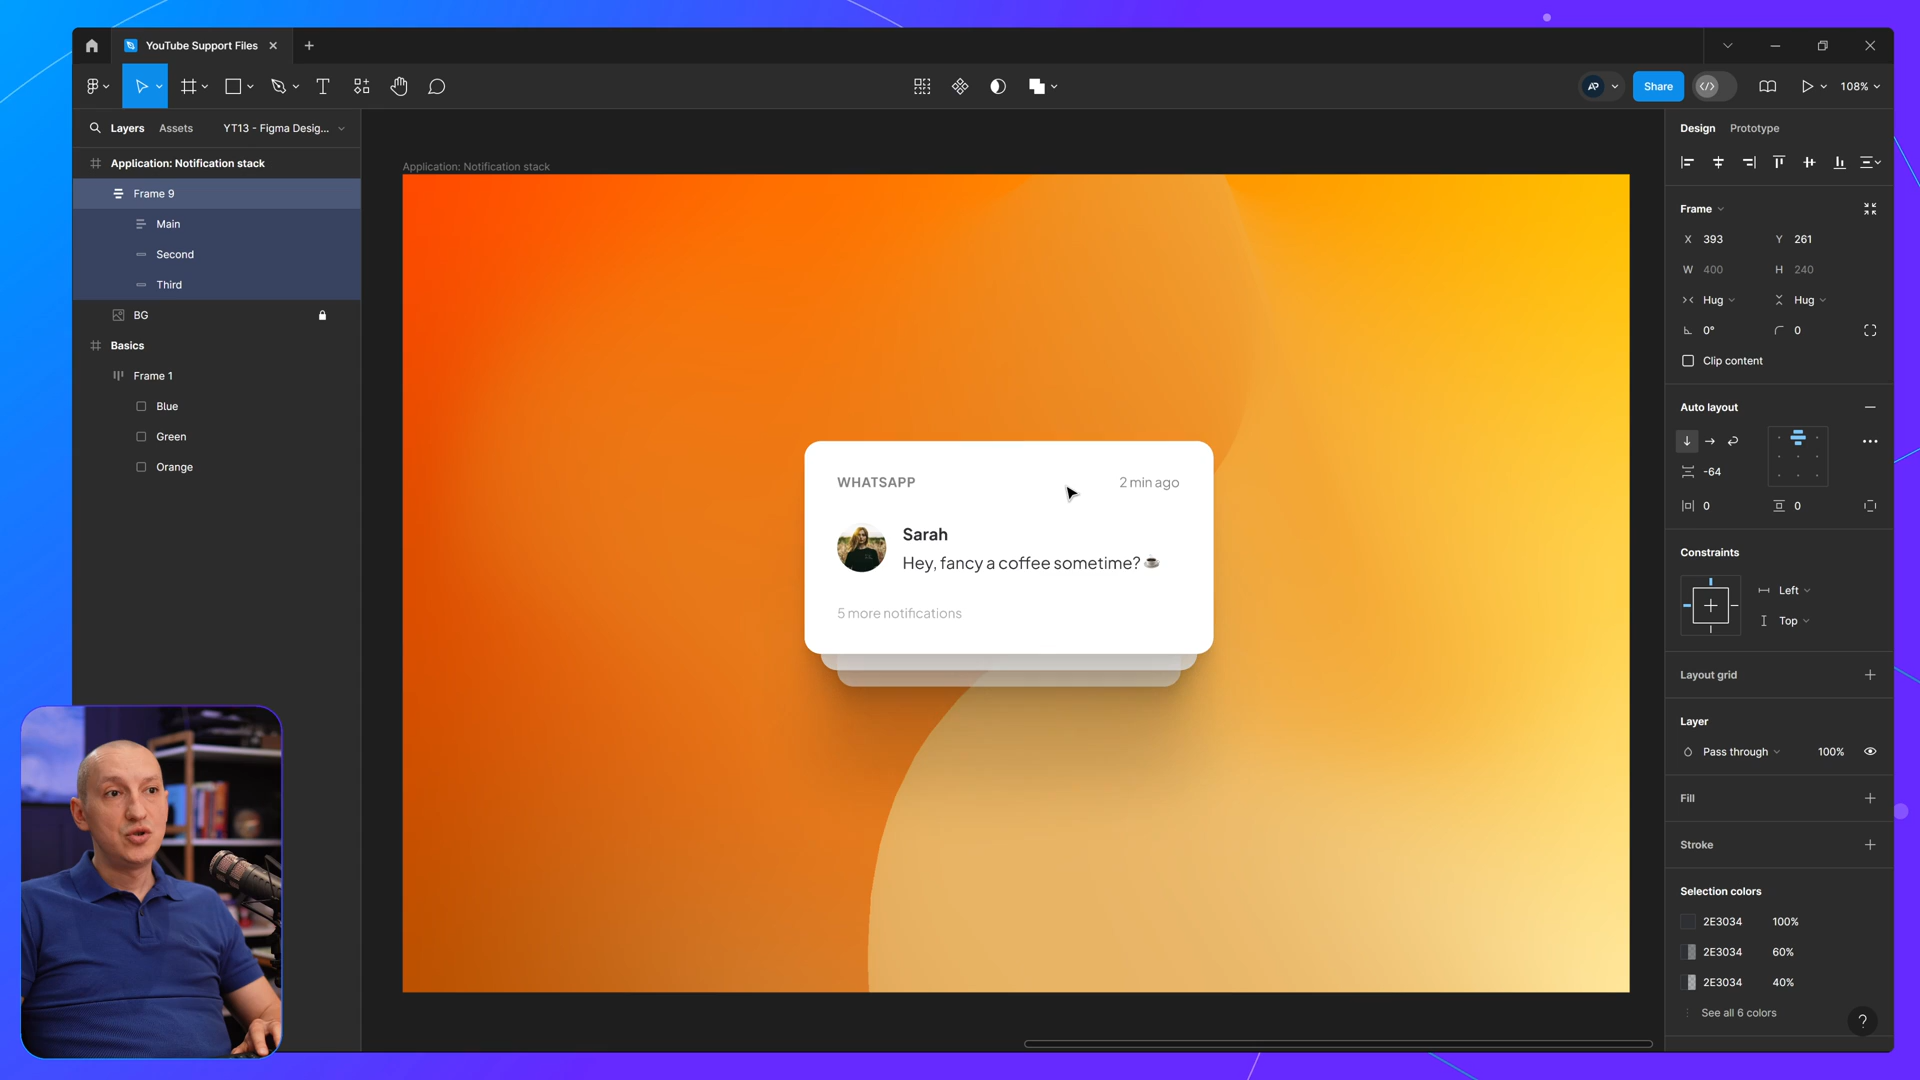 YouTube Support Files
AP
Share
108%
Layers
Assets
YT13 - Figma Desig...
Application: Notification stack
Frame 9
Main
Second
Third
BG
Basics
Frame 1
Blue
Green
Orange
Application: Notification stack
WHATSAPP
2 min ago
Sarah
Hey, fancy a coffee sometime? ☕
5 more notifications
Design
Prototype
Frame
X 393
Y 261
W 400
H 240
Hug
Hug
0°
0
Clip content
Auto layout
-64
0
0
Constraints
Left
Top
Layout grid
Layer
Pass through
100%
Fill
Stroke
Selection colors
2E3034 100%
2E3034 60%
2E3034 40%
See all 6 colors
?